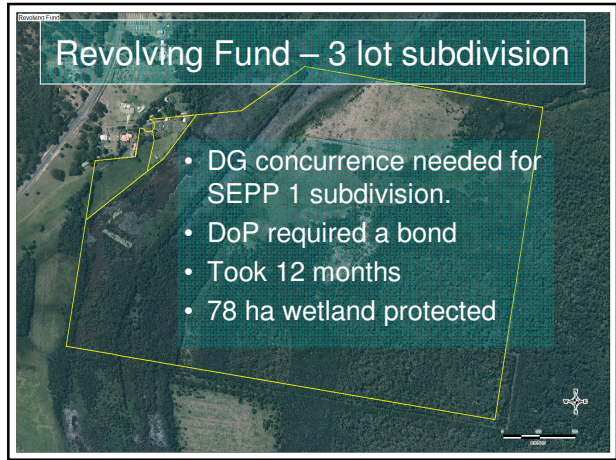 Revolving Fund
Revolving Fund – 3 lot subdivision
• DG concurrence needed for
SEPP 1 subdivision.
• DoP required a bond
• Took 12 months
• 78 ha wetland protected
N
W
E
S